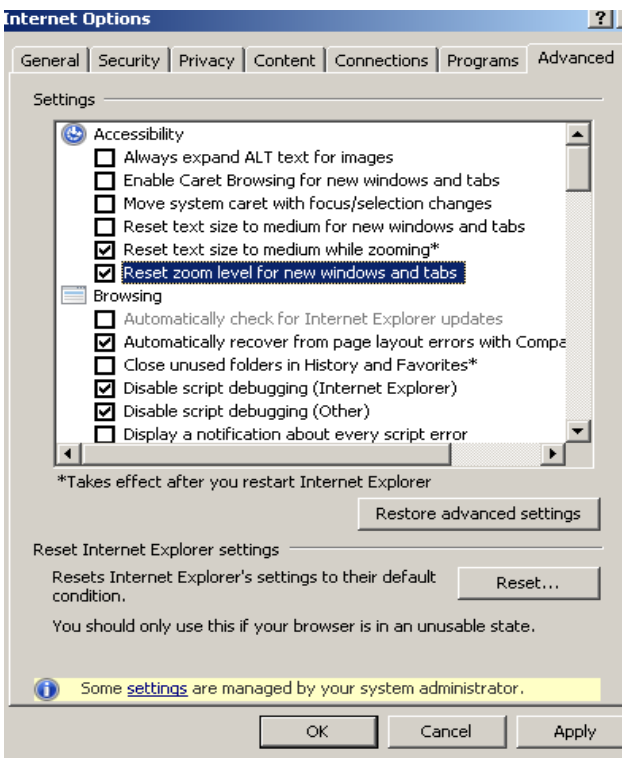 Internet Options
?
General Security Privacy Content Connections Programs Advanced
Settings
Accessibility
Always expand ALT text for images
Enable Caret Browsing for new windows and tabs
Move system caret with focus/selection changes
Reset text size to medium for new windows and tabs
Reset text size to medium while zooming*
Reset zoom level for new windows and tabs
Browsing
Automatically check for Internet Explorer updates
Automatically recover from page layout errors with Compa
Close unused folders in History and Favorites*
Disable script debugging (Internet Explorer)
Disable script debugging (Other)
Display a notification about every script error
*Takes effect after you restart Internet Explorer
Restore advanced settings
Reset Internet Explorer settings
Resets Internet Explorer's settings to their default
condition.
Reset...
You should only use this if your browser is in an unusable state.
Some settings are managed by your system administrator.
OK Cancel Apply